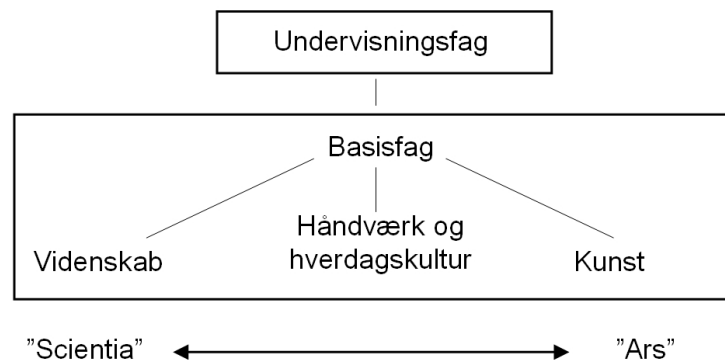 Undervisningsfag
Basisfag
Videnskab
Håndværk og
hverdagskultur
Kunst
”Scientia”
”Ars”